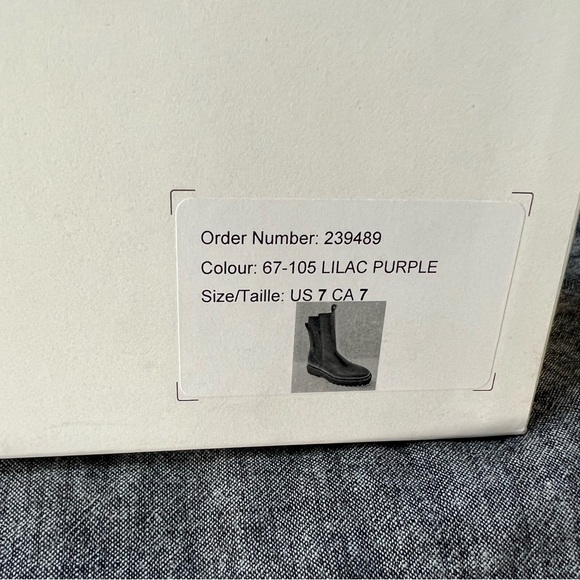 Order Number: 239489
Colour: 67-105 LILAC PURPLE
Size/Taille: US 7 CA 7